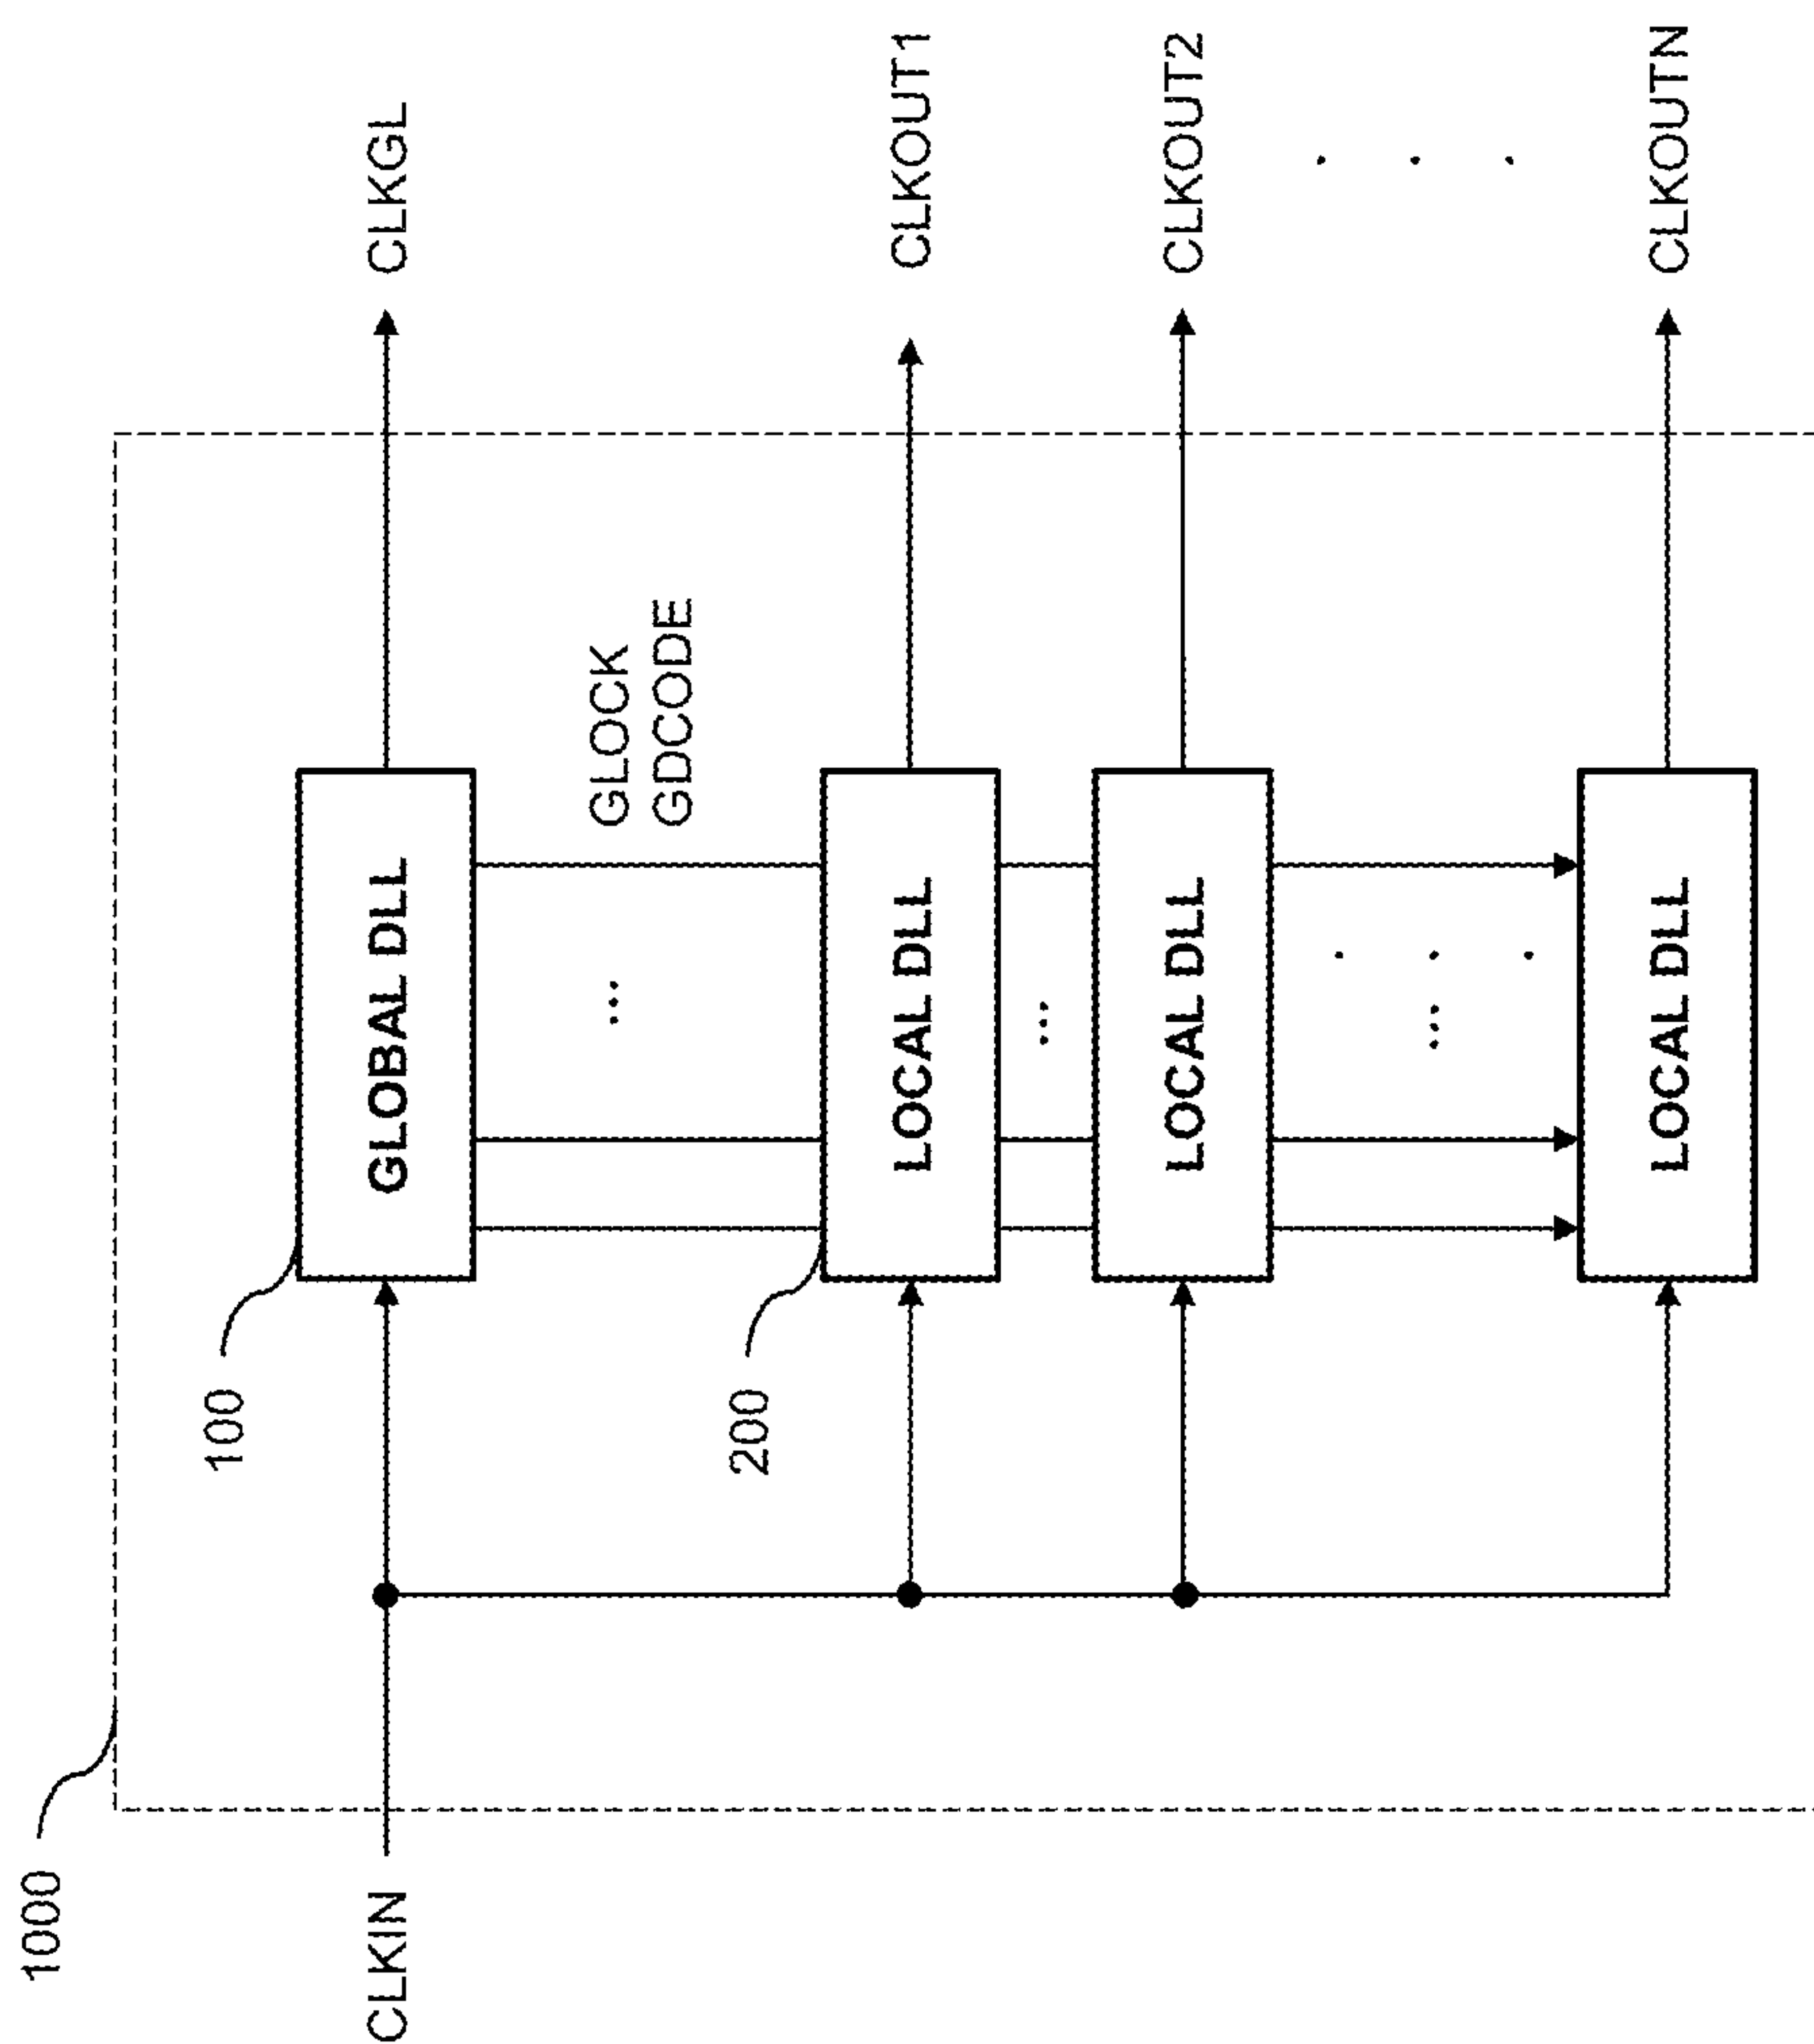 1000
CLKIN
100
GLOBAL DLL
CLKGL
GLOCK
GDCODE
...
200
LOCAL DLL
CLKOUT1
...
LOCAL DLL
CLKOUT2
...
LOCAL DLL
CLKOUTN